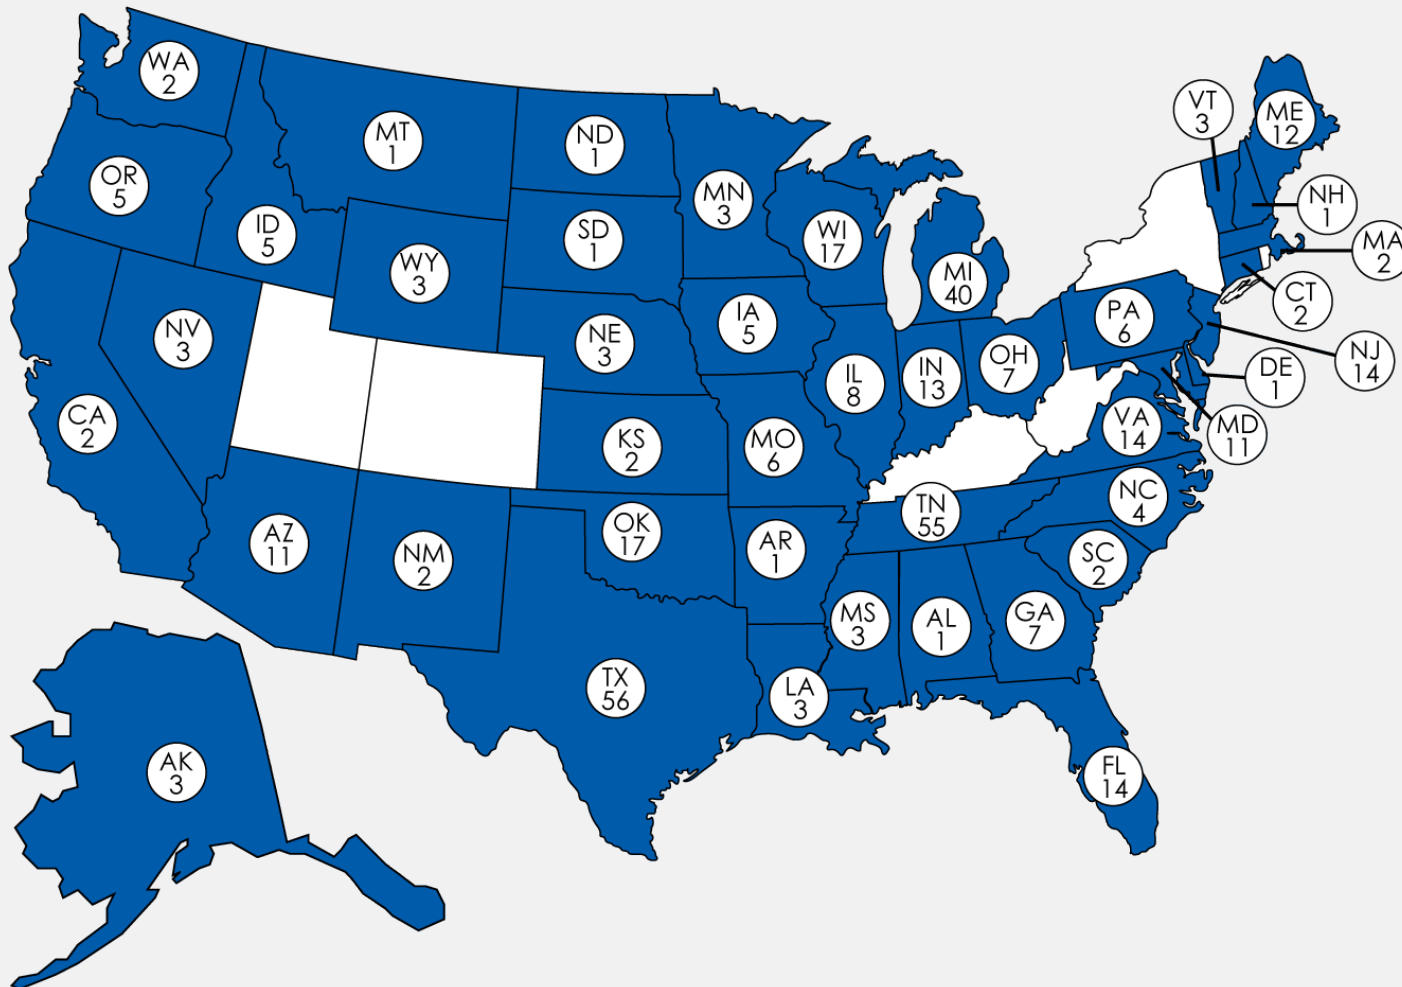 WA
2
OR
5
CA
2
NV
3
ID
5
MT
1
WY
3
AZ
11
NM
2
ND
1
SD
1
NE
3
KS
2
OK
17
TX
56
MN
3
IA
5
MO
6
AR
1
LA
3
WI
17
IL
8
MS
3
MI
40
IN
13
OH
7
TN
55
AL
1
GA
7
FL
14
SC
2
NC
4
VA
14
PA
6
VT
3
ME
12
NH
1
MA
2
CT
2
NJ
14
DE
1
MD
11
AK
3